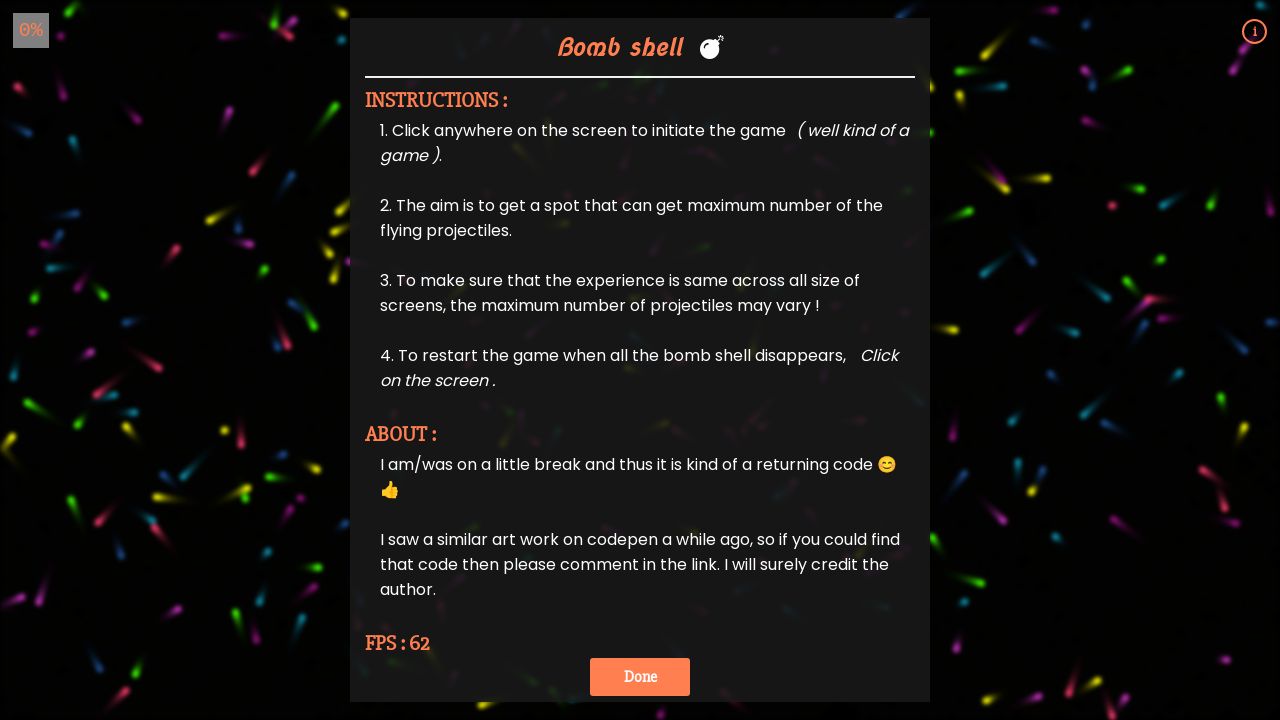 0%
i
Bomb shell 💣
INSTRUCTIONS :
1. Click anywhere on the screen to initiate the game ( well kind of a
game ).
2. The aim is to get a spot that can get maximum number of the
flying projectiles.
3. To make sure that the experience is same across all size of
screens, the maximum number of projectiles may vary !
4. To restart the game when all the bomb shell disappears, Click
on the screen .
ABOUT :
I am/was on a little break and thus it is kind of a returning code 😊
👍
I saw a similar art work on codepen a while ago, so if you could find
that code then please comment in the link. I will surely credit the
author.
FPS : 62
Done